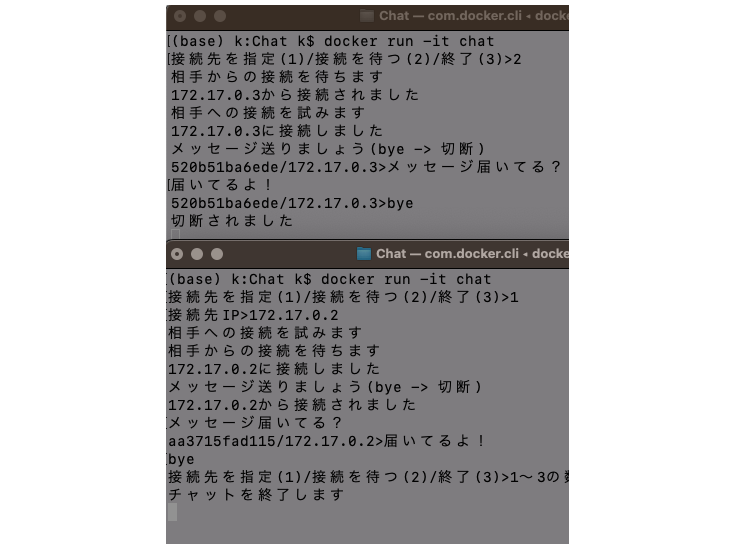 Chat — com.docker.cli ◂ docke
(base) k:Chat k$ docker run -it chat
接続先を指定(1)/接続を待つ(2)/終了(3)>2
相手からの接続を待ちます
172.17.0.3から接続されました
相手への接続を試みます
172.17.0.3に接続しました
メッセージ送りましょう(bye -> 切断)
520b51ba6ede/172.17.0.3>メッセージ届いてる？
届いてるよ！
520b51ba6ede/172.17.0.3>bye
切断されました
Chat — com.docker.cli ◂ docke
(base) k:Chat k$ docker run -it chat
接続先を指定(1)/接続を待つ(2)/終了(3)>1
接続先IP>172.17.0.2
相手への接続を試みます
相手からの接続を待ちます
172.17.0.2に接続しました
メッセージ送りましょう(bye -> 切断)
172.17.0.2から接続されました
メッセージ届いてる？
aa3715fad115/172.17.0.2>届いてるよ！
bye
接続先を指定(1)/接続を待つ(2)/終了(3)>1〜3の
チャットを終了します